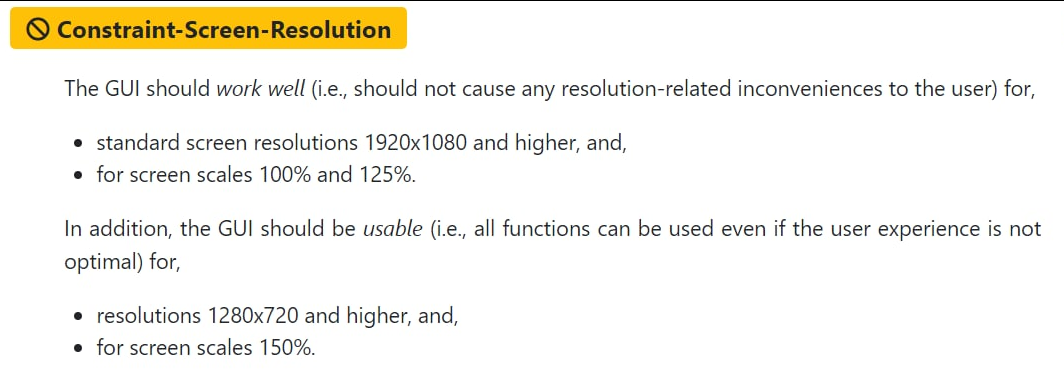 Constraint-Screen-Resolution
The GUI should work well (i.e., should not cause any resolution-related inconveniences to the user) for,
• standard screen resolutions 1920x1080 and higher, and,
• for screen scales 100% and 125%.
In addition, the GUI should be usable (i.e., all functions can be used even if the user experience is not
optimal) for,
• resolutions 1280x720 and higher, and,
• for screen scales 150%.